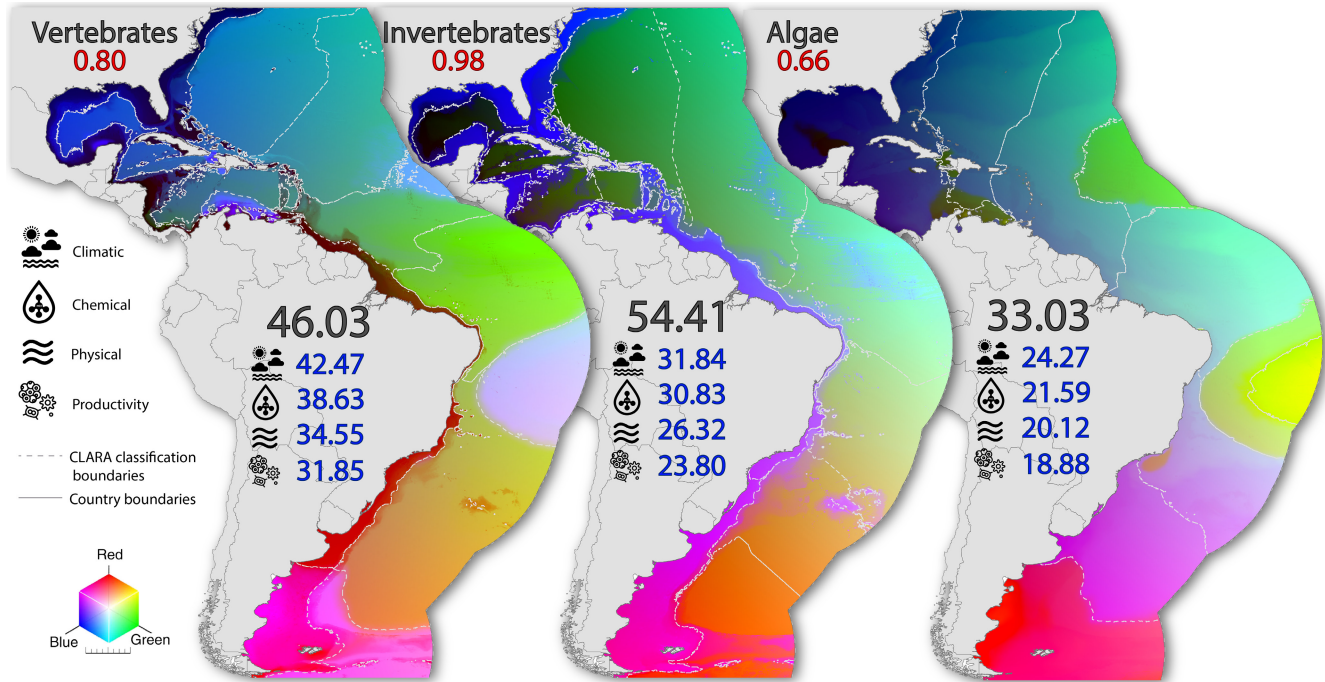 Vertebrates
0.80
Invertebrates
0.98
Algae
0.66
Climatic
Chemical
Physical
Productivity
CLARA classification
boundaries
Country boundaries
Red
Blue
Green
46.03
42.47
38.63
34.55
31.85
54.41
31.84
30.83
26.32
23.80
33.03
24.27
21.59
20.12
18.88